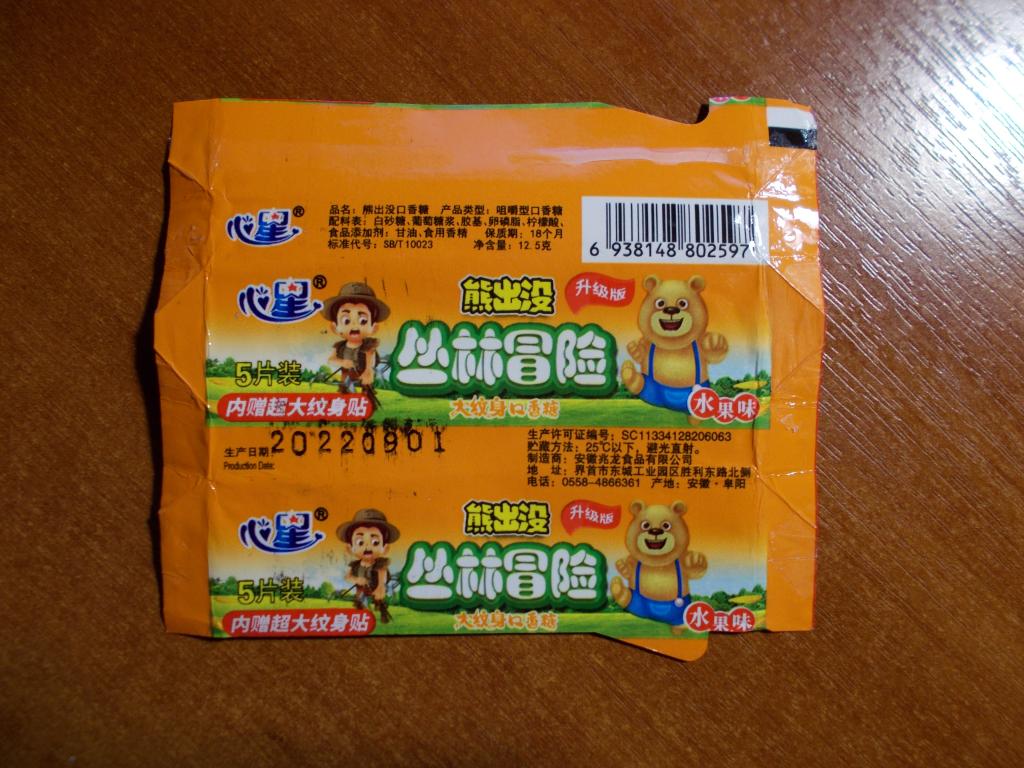 心星®
品名：熊出没口香糖 产品类型：咀嚼型口香糖
配料表：白砂糖、葡萄糖浆、胶基、卵磷脂、柠檬酸、
食品添加剂：甘油、食用香精 保质期：18个月
标准代号：SB/T10023 净含量：12.5克
6 938148 802597
心星®
熊出没
升级版
丛林冒险
5片装
内赠超大纹身贴
大纹身口香糖
水果味
生产日期：
Production Date:
20220901
生产许可证编号：SC11334128206063
贮藏方法：25℃以下，避光直射。
制造商：安徽兆龙食品有限公司
地 址：界首市东城工业园区胜利东路北侧
电话：0558-4866361 产地：安徽·阜阳
心星®
熊出没
升级版
丛林冒险
5片装
内赠超大纹身贴
大纹身口香糖
水果味